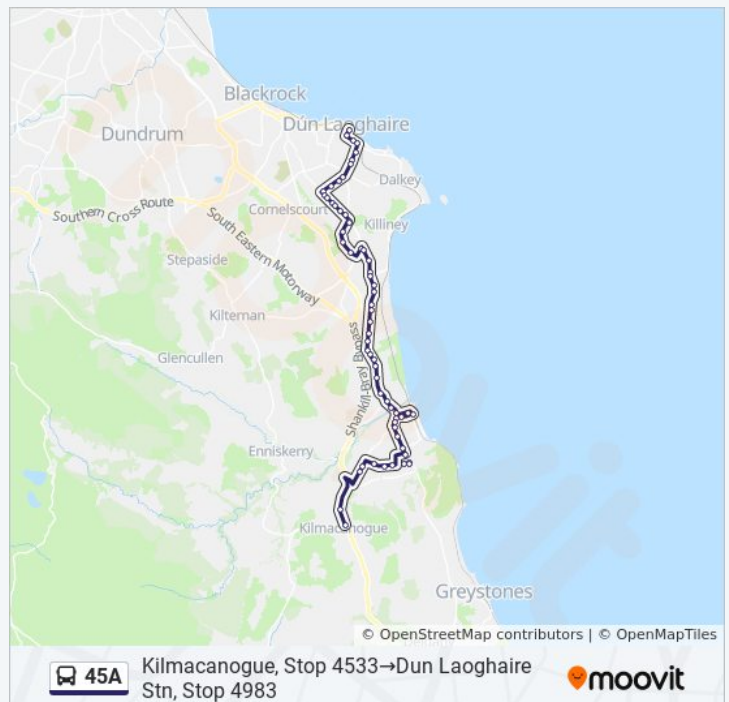 Blackrock
Dundrum
Dún Laoghaire
Dalkey
Cornelscourt
Southern Cross Route
South Eastern Motorway
Killiney
Stepaside
Kilteman
Shankill-Bray Bypass
Glencullen
Enniskerry
Kilmacanogue
Greystones
© OpenStreetMap contributors | © OpenMapTiles
45A
Kilmacanogue, Stop 4533→Dun Laoghaire
Stn, Stop 4983
moovit